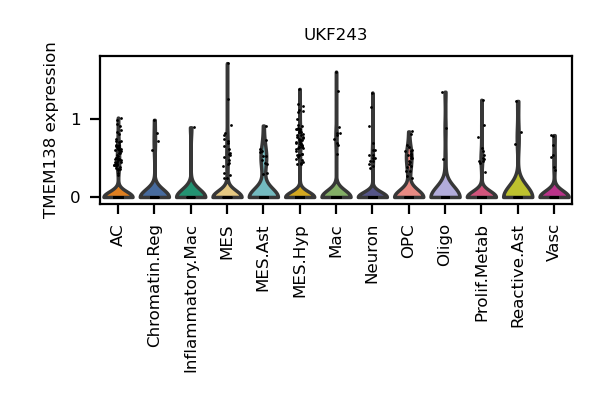 UKF243
TMEM138 expression
1
0
AC
Chromatin.Reg
Inflammatory.Mac
MES
MES.Ast
MES.Hyp
Mac
Neuron
OPC
Oligo
Prolif.Metab
Reactive.Ast
Vasc